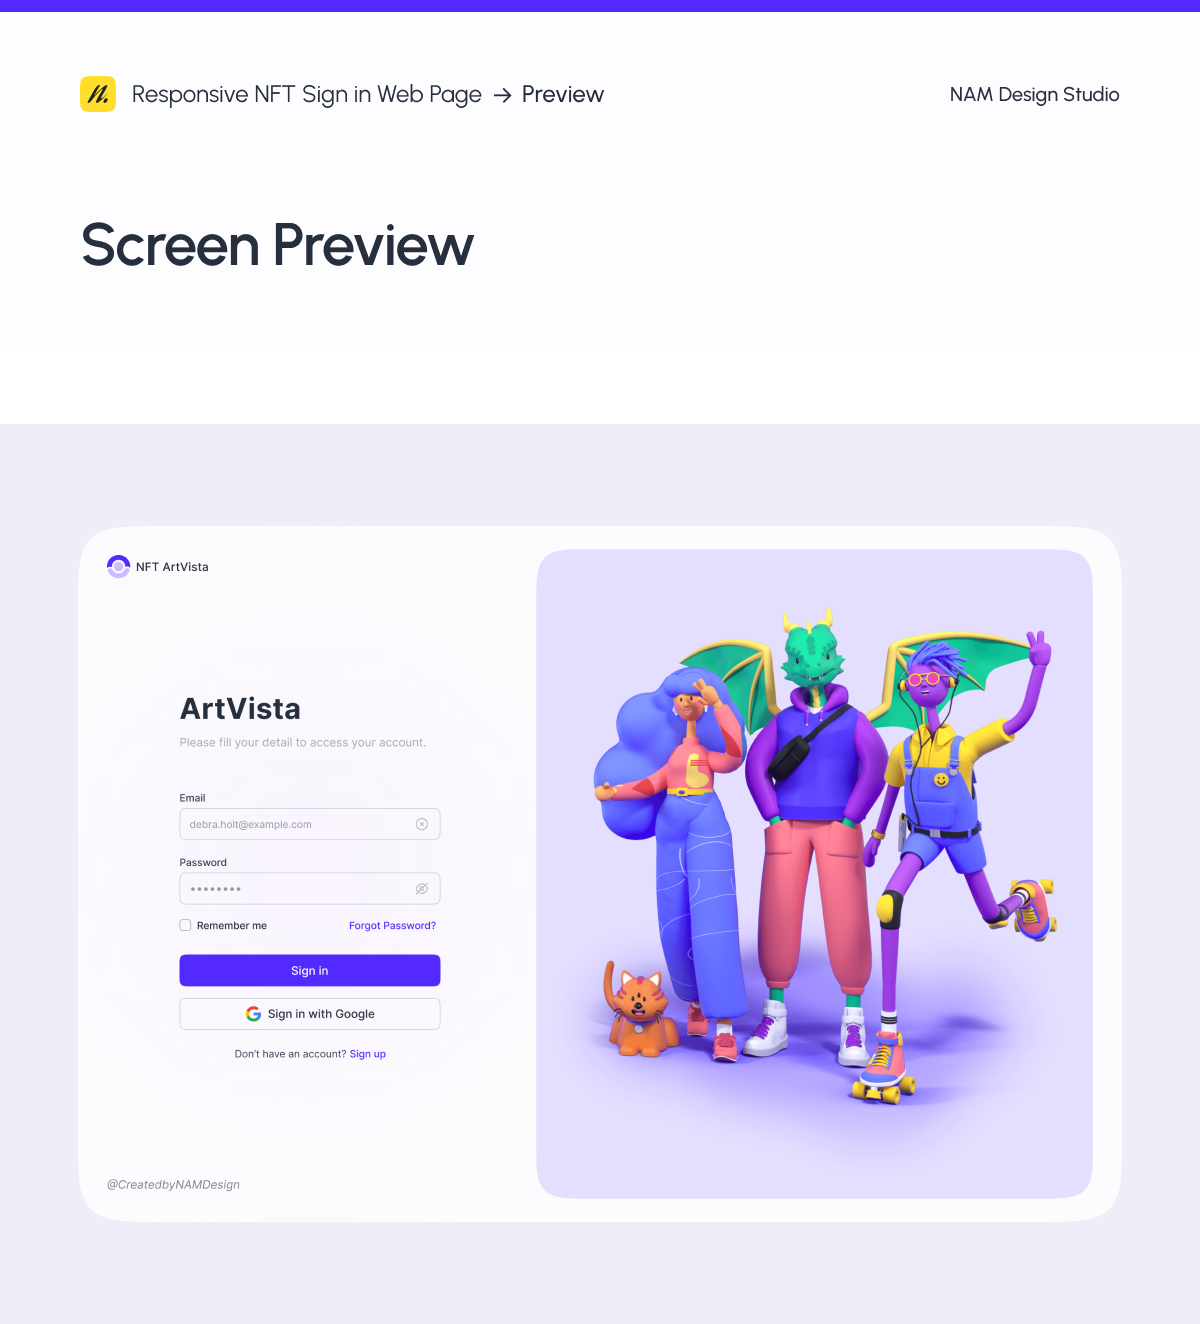 Responsive NFT Sign in Web Page → Preview
NAM Design Studio
Screen Preview
NFT ArtVista
ArtVista
Please fill your detail to access your account.
Email
debra.holt@example.com
Password
••••••••
Remember me
Forgot Password?
Sign in
Sign in with Google
Don't have an account? Sign up
@CreatedbyNAMDesign